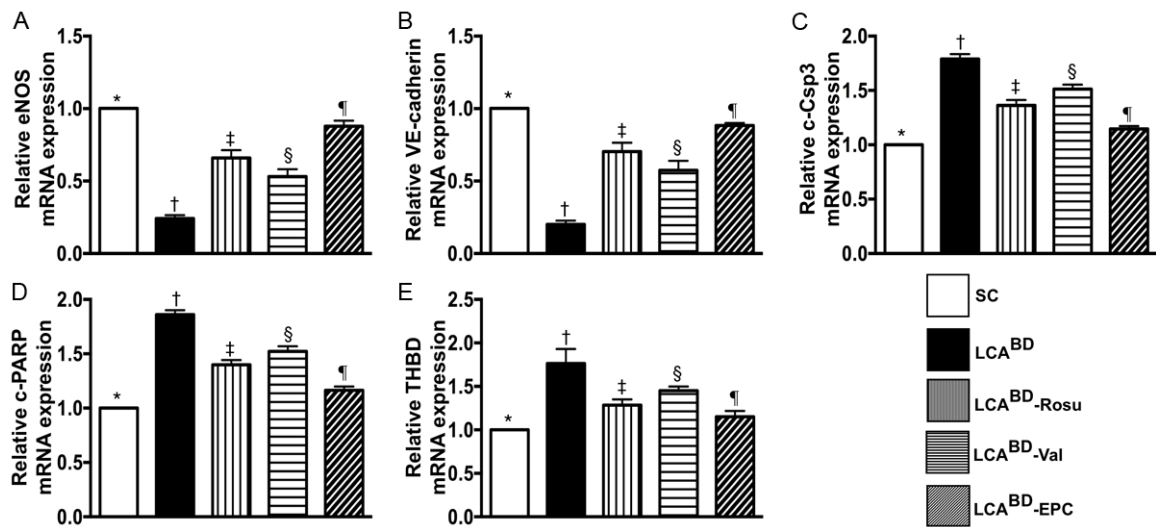 A
Relative eNOS
mRNA expression
1.5
1.0
0.5
0.0
*
†
‡
§
¶
B
Relative VE-cadherin
mRNA expression
1.5
1.0
0.5
0.0
*
†
‡
§
¶
C
Relative c-Csp3
mRNA expression
2.0
1.5
1.0
0.5
0.0
*
†
‡
§
¶
D
Relative c-PARP
mRNA expression
2.0
1.5
1.0
0.5
0.0
*
†
‡
§
¶
E
Relative THBD
mRNA expression
2.5
2.0
1.5
1.0
0.5
0.0
*
†
‡
§
¶
SC
LCA^BD
LCA^BD-Rosu
LCA^BD-Val
LCA^BD-EPC